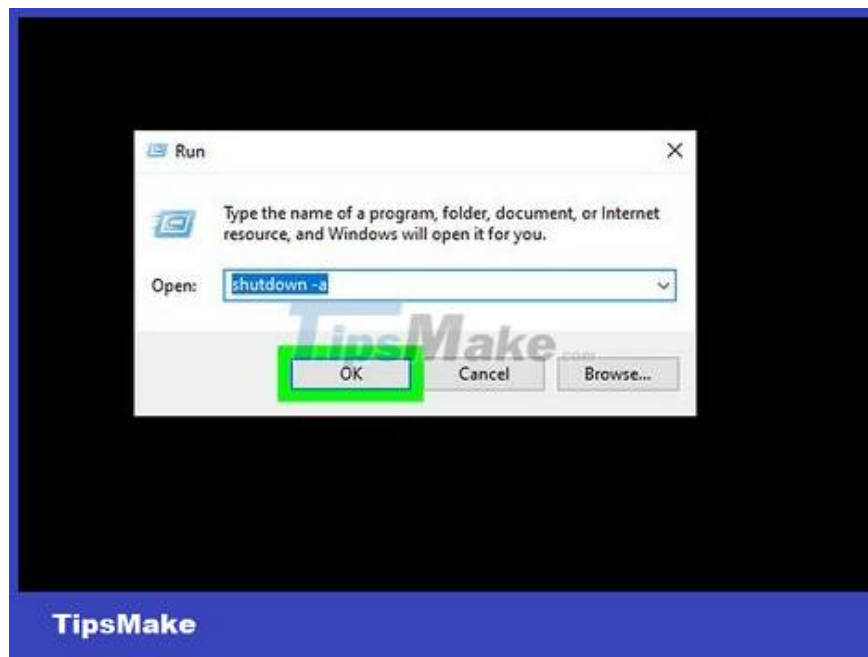 Run
Type the name of a program, folder, document, or Internet
resource, and Windows will open it for you.
Open: shutdown -a
TipsMake.com
OK Cancel Browse...
TipsMake